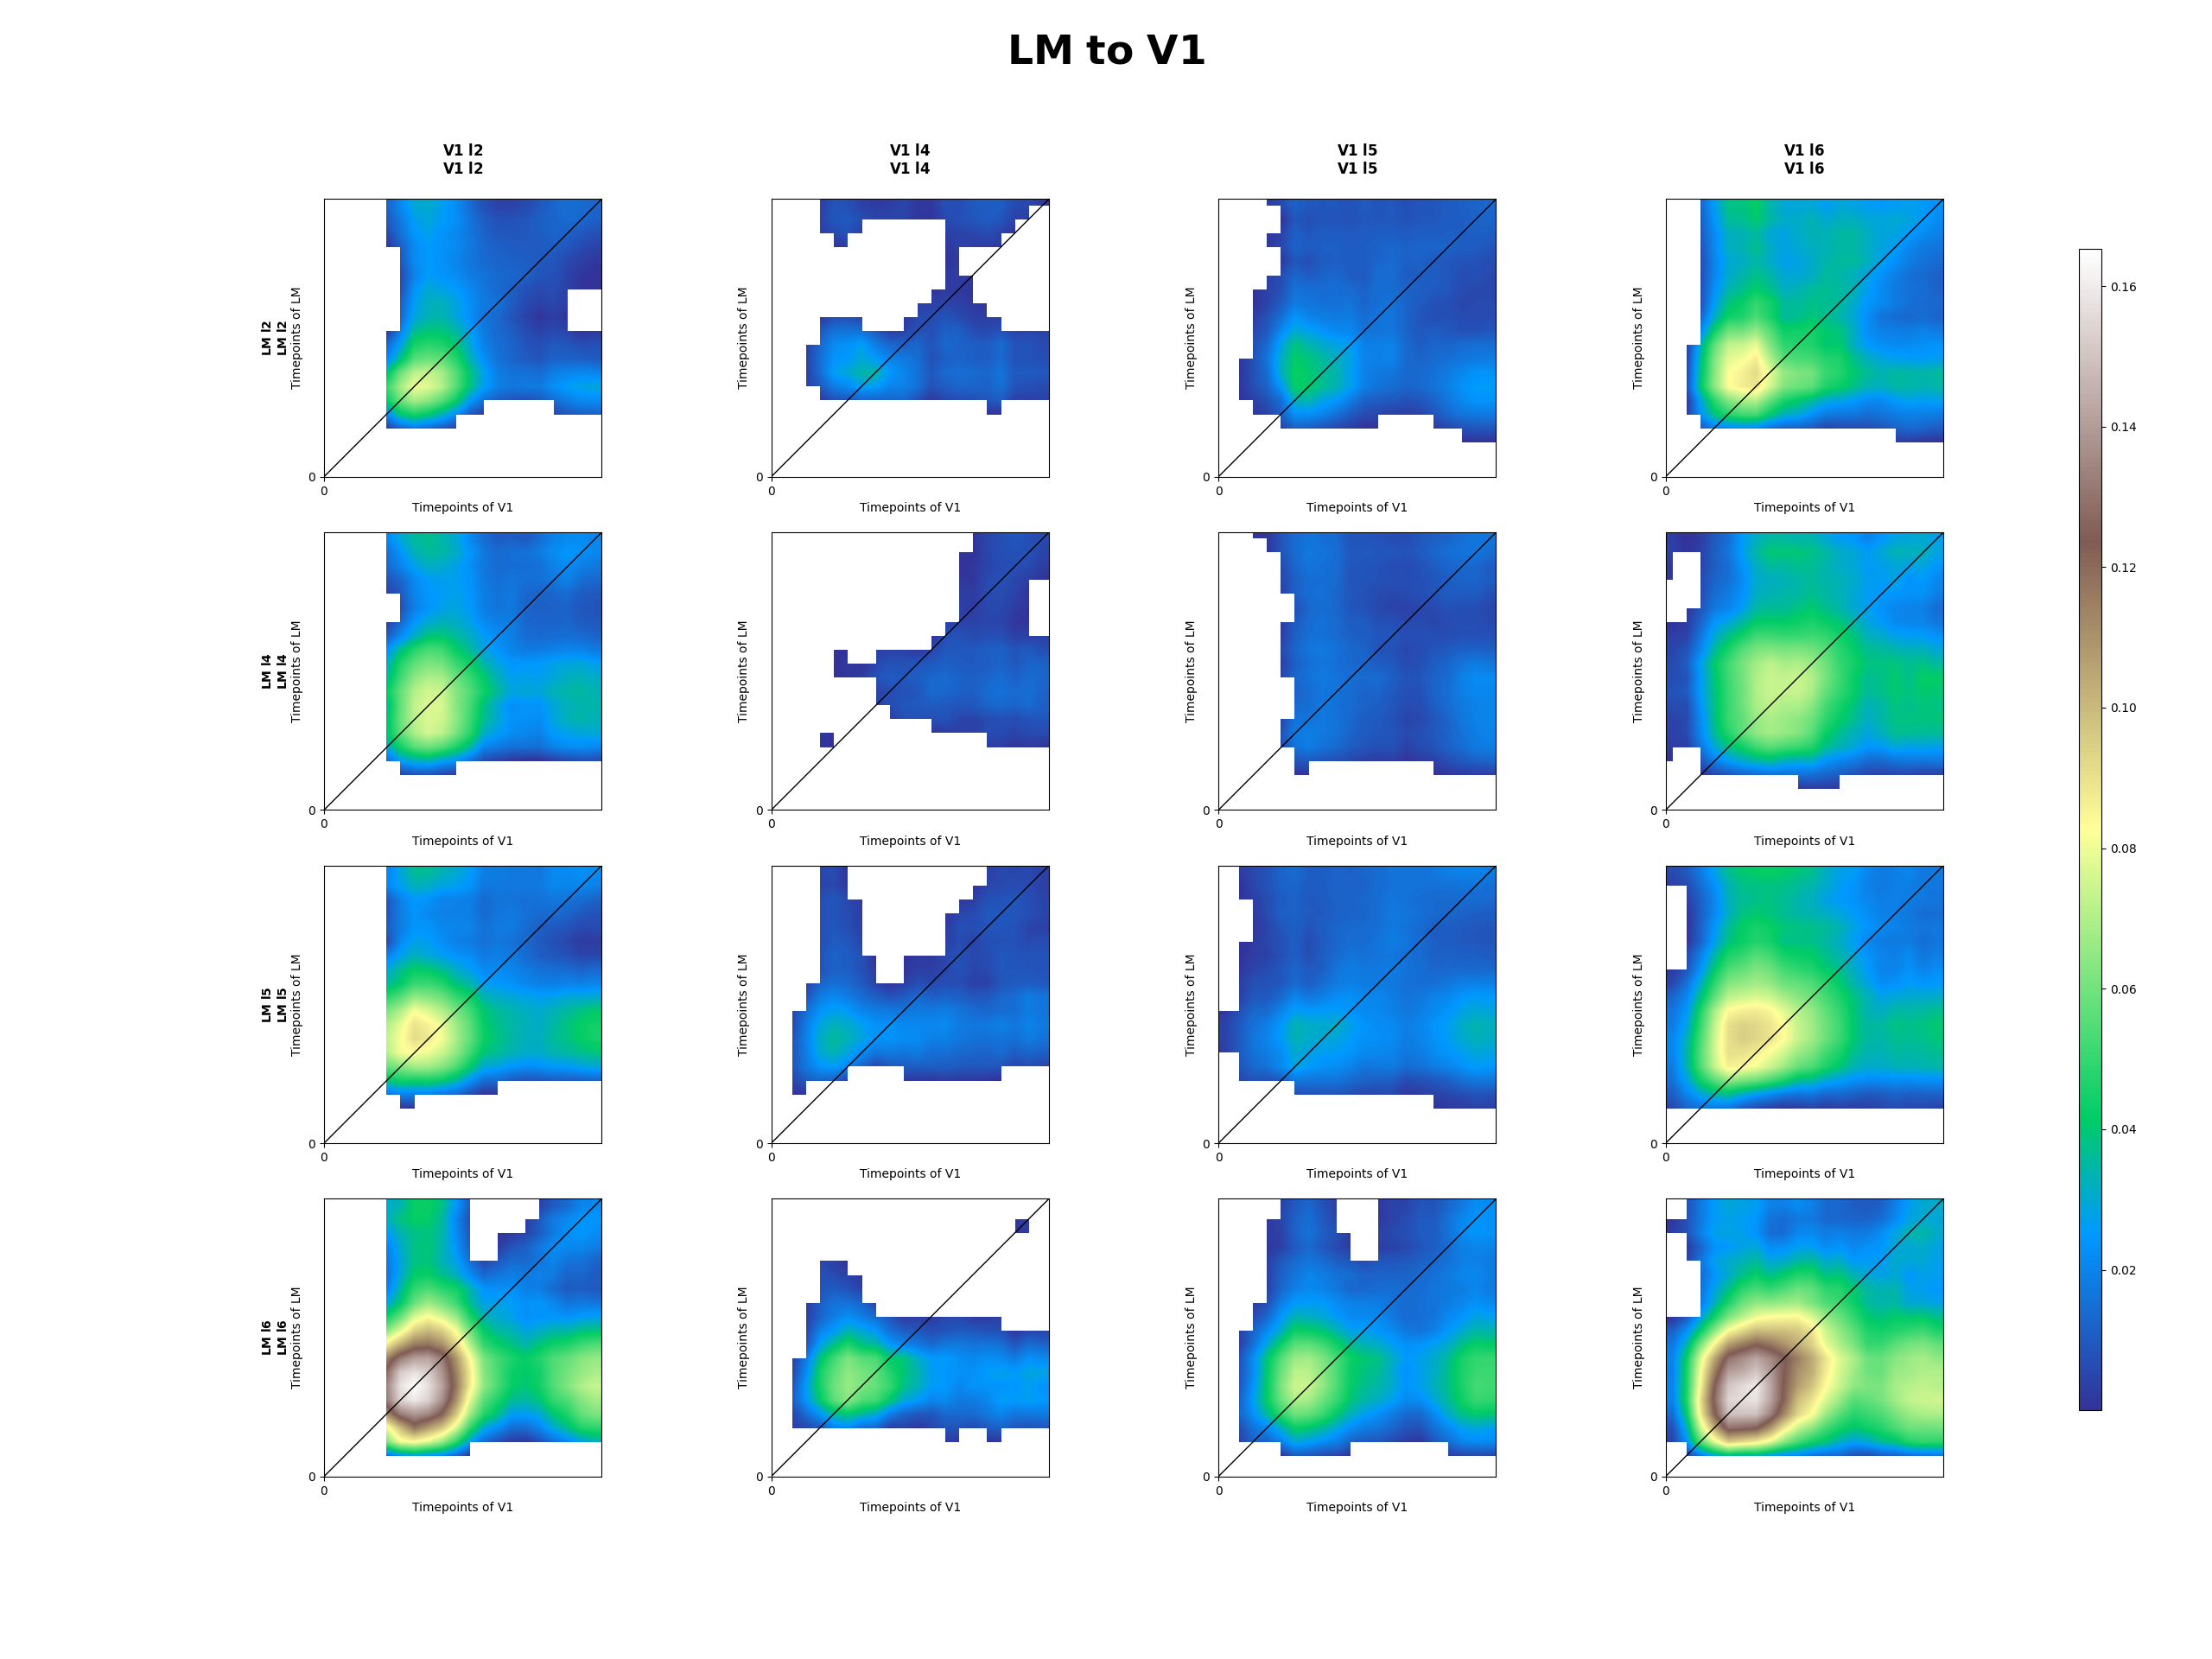 LM to V1
V1 l2
V1 l2
V1 l4
V1 l4
V1 l5
V1 l5
V1 l6
V1 l6
LM l2
LM l2
Timepoints of LM
0
0
Timepoints of V1
Timepoints of LM
0
0
Timepoints of V1
Timepoints of LM
0
0
Timepoints of V1
Timepoints of LM
0
0
Timepoints of V1
LM l4
LM l4
Timepoints of LM
0
0
Timepoints of V1
Timepoints of LM
0
0
Timepoints of V1
Timepoints of LM
0
0
Timepoints of V1
Timepoints of LM
0
0
Timepoints of V1
LM l5
LM l5
Timepoints of LM
0
0
Timepoints of V1
Timepoints of LM
0
0
Timepoints of V1
Timepoints of LM
0
0
Timepoints of V1
Timepoints of LM
0
0
Timepoints of V1
LM l6
LM l6
Timepoints of LM
0
0
Timepoints of V1
Timepoints of LM
0
0
Timepoints of V1
Timepoints of LM
0
0
Timepoints of V1
Timepoints of LM
0
0
Timepoints of V1
0.16
0.14
0.12
0.10
0.08
0.06
0.04
0.02